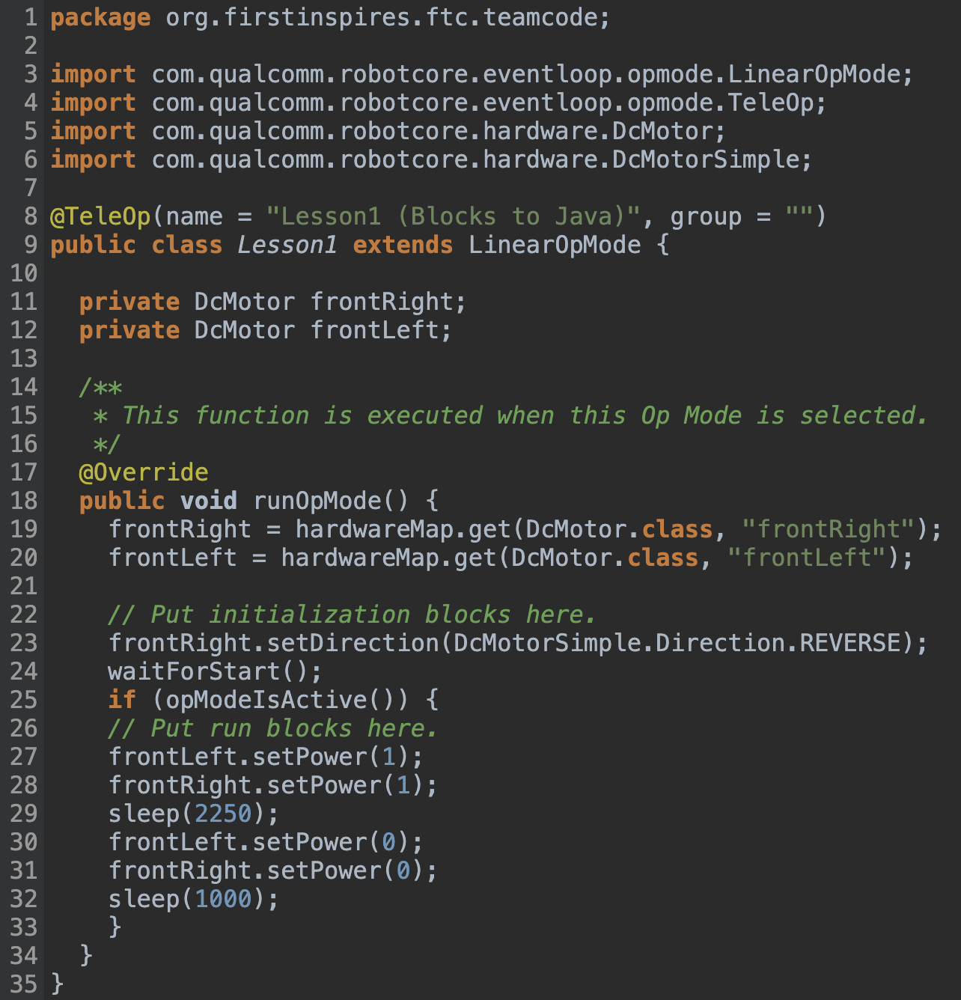 1 package org.firstinspires.ftc.teamcode;
2
3 import com.qualcomm.robotcore.eventloop.opmode.LinearOpMode;
4 import com.qualcomm.robotcore.eventloop.opmode.TeleOp;
5 import com.qualcomm.robotcore.hardware.DcMotor;
6 import com.qualcomm.robotcore.hardware.DcMotorSimple;
7
8 @TeleOp(name = "Lesson1 (Blocks to Java)", group = "")
9 public class Lesson1 extends LinearOpMode {
10
11   private DcMotor frontRight;
12   private DcMotor frontLeft;
13
14   /**
15    * This function is executed when this Op Mode is selected.
16    */
17   @Override
18   public void runOpMode() {
19     frontRight = hardwareMap.get(DcMotor.class, "frontRight");
20     frontLeft = hardwareMap.get(DcMotor.class, "frontLeft");
21
22     // Put initialization blocks here.
23     frontRight.setDirection(DcMotorSimple.Direction.REVERSE);
24     waitForStart();
25     if (opModeIsActive()) {
26     // Put run blocks here.
27     frontLeft.setPower(1);
28     frontRight.setPower(1);
29     sleep(2250);
30     frontLeft.setPower(0);
31     frontRight.setPower(0);
32     sleep(1000);
33     }
34   }
35 }